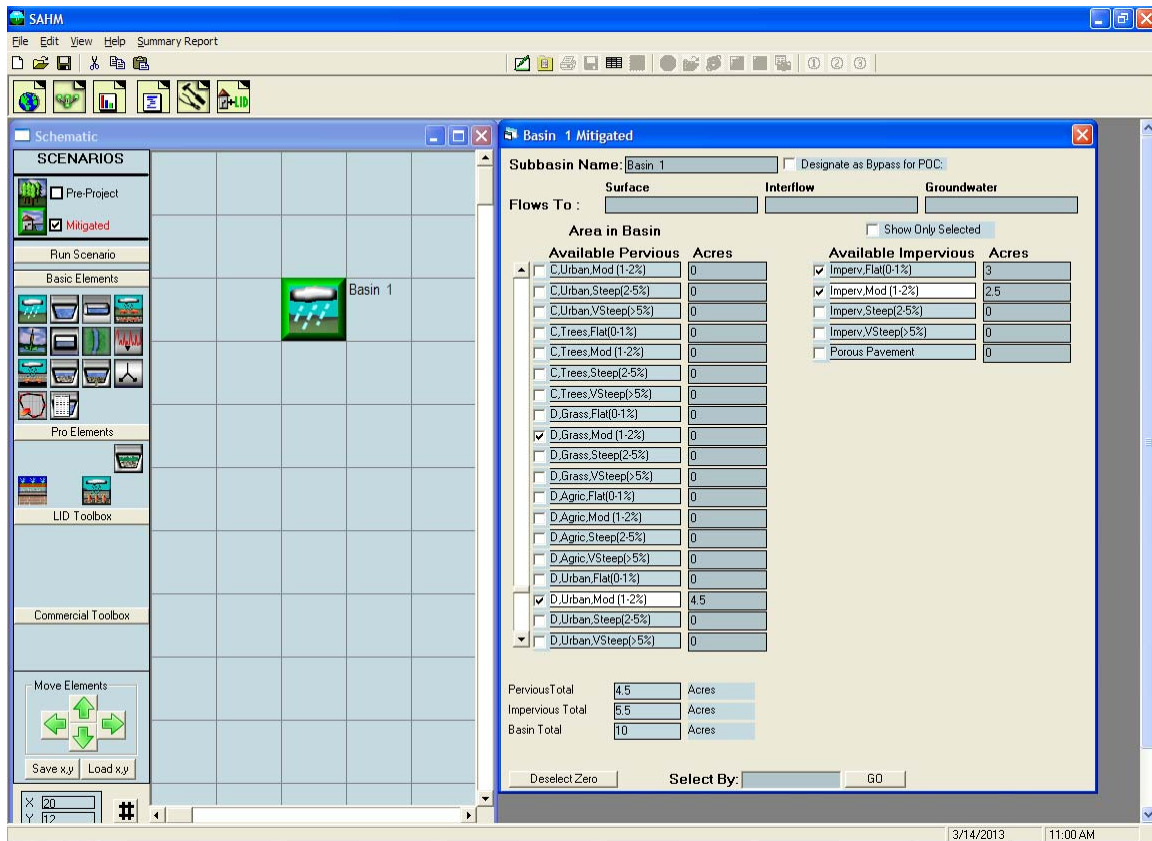 SAHM
File Edit View Help Summary Report
Schematic
SCENARIOS
Pre-Project
Mitigated
Run Scenario
Basic Elements
Pro Elements
LID Toolbox
Commercial Toolbox
Move Elements
Save x,y Load x,y
X 20
Y 12
#
Basin 1
Basin 1 Mitigated
Subbasin Name: Basin 1 Designate as Bypass for POC:
Surface Interflow Groundwater
Flows To :
Area in Basin Show Only Selected
Available Pervious Acres Available Impervious Acres
C,Urban,Mod (1-2%) 0 Imperv,Flat(0-1%) 3
C,Urban,Steep(2-5%) 0 Imperv,Mod (1-2%) 2.5
C,Urban,VSteep(>5%) 0 Imperv,Steep(2-5%) 0
C,Trees,Flat(0-1%) 0 Imperv,VSteep(>5%) 0
C,Trees,Mod (1-2%) 0 Porous Pavement 0
C,Trees,Steep(2-5%) 0
C,Trees,VSteep(>5%) 0
D,Grass,Flat(0-1%) 0
D,Grass,Mod (1-2%) 0
D,Grass,Steep(2-5%) 0
D,Grass,VSteep(>5%) 0
D,Agric,Flat(0-1%) 0
D,Agric,Mod (1-2%) 0
D,Agric,Steep(2-5%) 0
D,Agric,VSteep(>5%) 0
D,Urban,Flat(0-1%) 0
D,Urban,Mod (1-2%) 4.5
D,Urban,Steep(2-5%) 0
D,Urban,VSteep(>5%) 0
PerviousTotal 4.5 Acres
Impervious Total 5.5 Acres
Basin Total 10 Acres
Deselect Zero Select By: GO
3/14/2013 11:00 AM